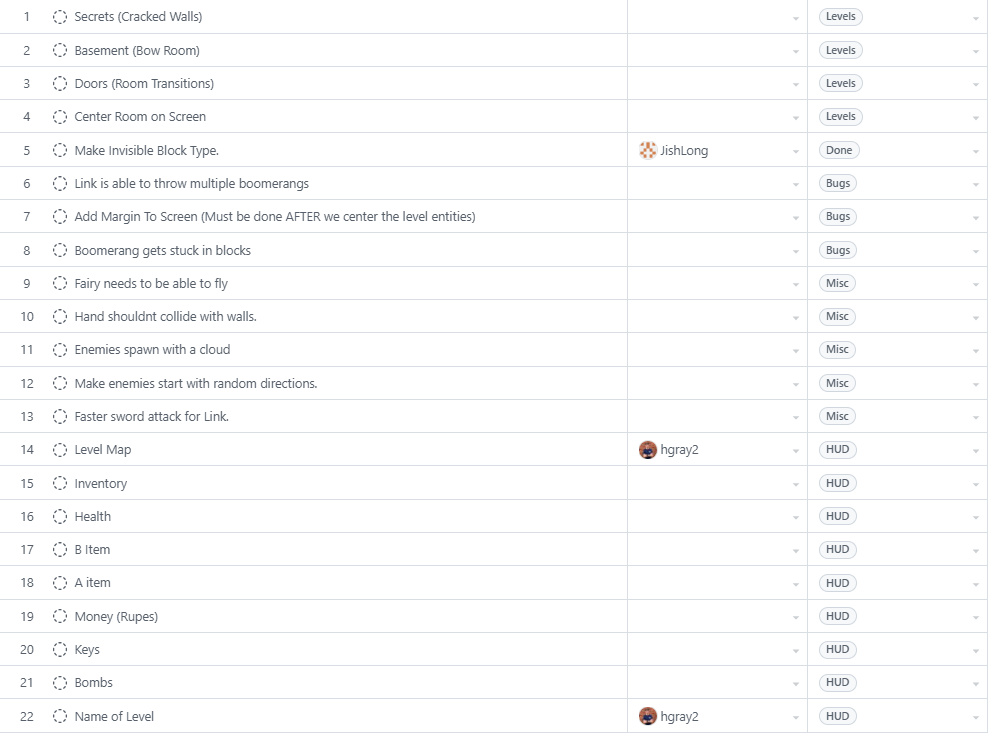 1 Secrets (Cracked Walls) Levels
2 Basement (Bow Room) Levels
3 Doors (Room Transitions) Levels
4 Center Room on Screen Levels
5 Make Invisible Block Type. JishLong Done
6 Link is able to throw multiple boomerangs Bugs
7 Add Margin To Screen (Must be done AFTER we center the level entities) Bugs
8 Boomerang gets stuck in blocks Bugs
9 Fairy needs to be able to fly Misc
10 Hand shouldnt collide with walls. Misc
11 Enemies spawn with a cloud Misc
12 Make enemies start with random directions. Misc
13 Faster sword attack for Link. Misc
14 Level Map hgray2 HUD
15 Inventory HUD
16 Health HUD
17 B Item HUD
18 A item HUD
19 Money (Rupes) HUD
20 Keys HUD
21 Bombs HUD
22 Name of Level hgray2 HUD